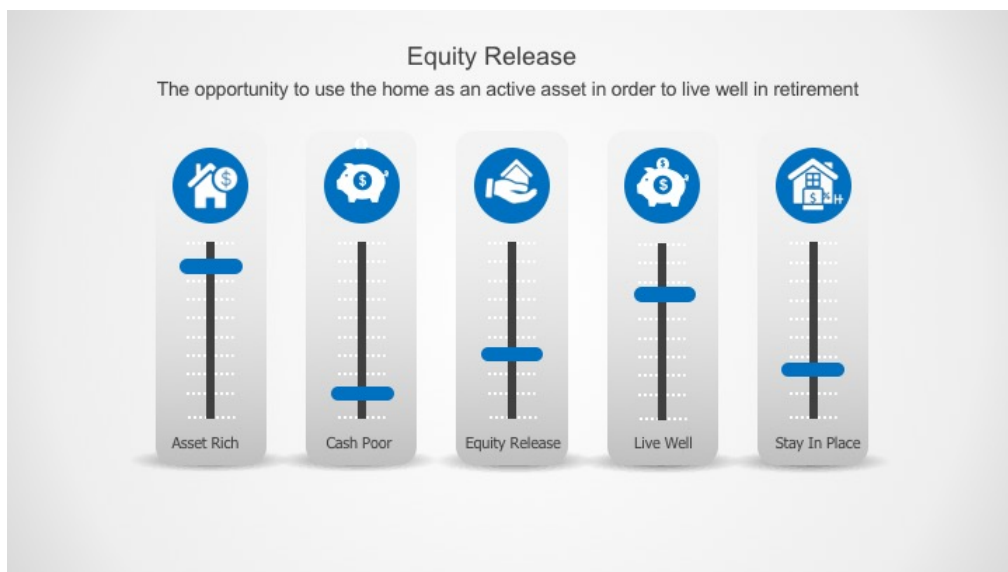 Equity Release
The opportunity to use the home as an active asset in order to live well in retirement
$
$
$
$
$
$ %
Asset Rich
Cash Poor
Equity Release
Live Well
Stay In Place